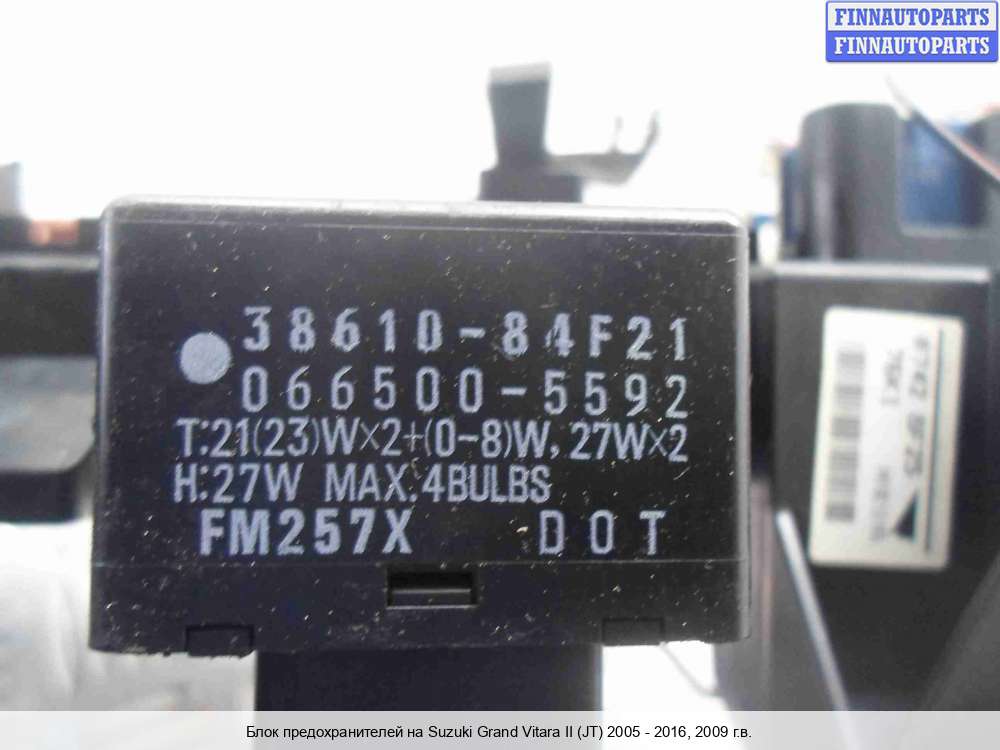 FINNAUTOPARTS
FINNAUTOPARTS
38610-84F21
066500-5592
T:21(23)W×2+(0-8)W, 27W×2
H:27W MAX. 4BULBS
FM257X DOT
Блок предохранителей на Suzuki Grand Vitara II (JT) 2005 - 2016, 2009 г.в.